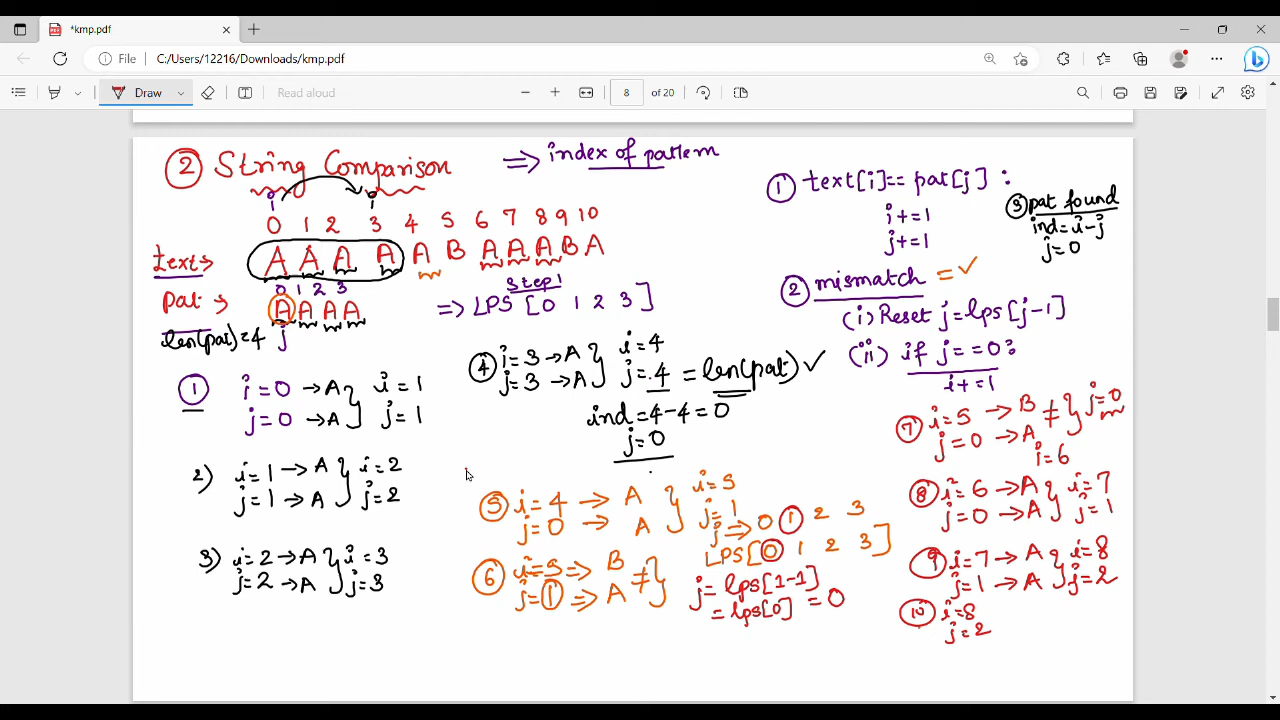 *kmp.pdf
File C:/Users/12216/Downloads/kmp.pdf
Draw Read aloud 8 of 20
② String Comparison ⇒ index of pattern
0 1 2 3 4 5 6 7 8 9 10
text→ A A A A A B A A A B A
0 1 2 3
pat → A A A A
len(pat)=4 j
Step 1
⇒ LPS [0 1 2 3]
① text[i]== pat[j] :
i+=1
j+=1
③ pat found
ind=i-j
j=0
② mismatch = ✓
(i) Reset j=lps[j-1]
(ii) if j==0:
i+=1
① i=0 →A } i=1
j=0 →A } j=1
2) i=1→A } i=2
j=1→A } j=2
3) i=2→A } i=3
j=2→A } j=3
④ i=3→A } i=4
j=3→A } j=4 = len(pat) ✓
ind=4-4=0
j=0
⑤ i=4 → A } i=5
j=0 → A } j=1
j → 0 1 2 3
LPS[0 1 2 3]
⑥ i=5⇒ B
j=1 ⇒ A ≠}
j= lps[1-1]
= lps[0] = 0
⑦ i=5 → B ≠} j=0
j=0 → A
i=6
⑧ i=6→A } i=7
j=0→A } j=1
⑨ i=7→A } i=8
j=1→A } j=2
⑩ i=8
j=2